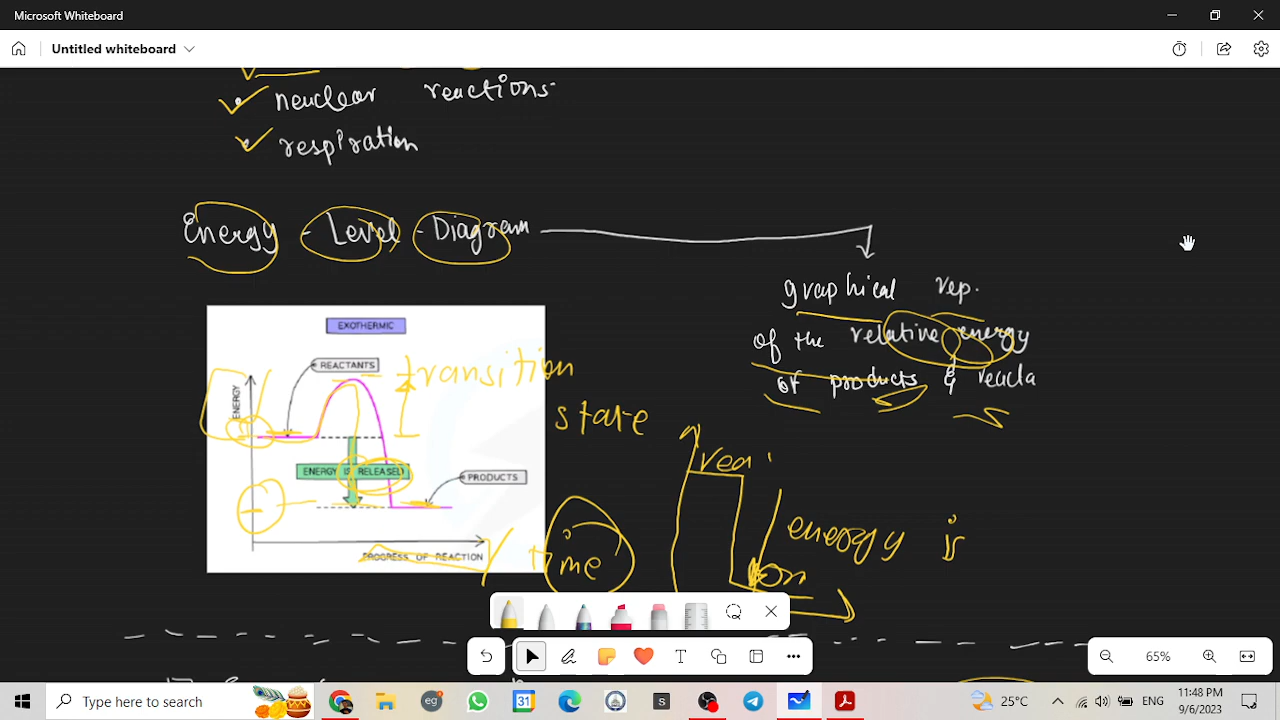 Microsoft Whiteboard
Untitled whiteboard
neuclear reactions
respiration
Energy - Level - Diagram
graphical rep.
of the relative energy
of products & reacta
EXOTHERMIC
REACTANTS
transition
state
ENERGY
ENERGY IS RELEASED
PRODUCTS
PROGRESS OF REACTION
time
rea
energy is
65%
Type here to search
25°C
ENG
11:48 PM
9/6/2023